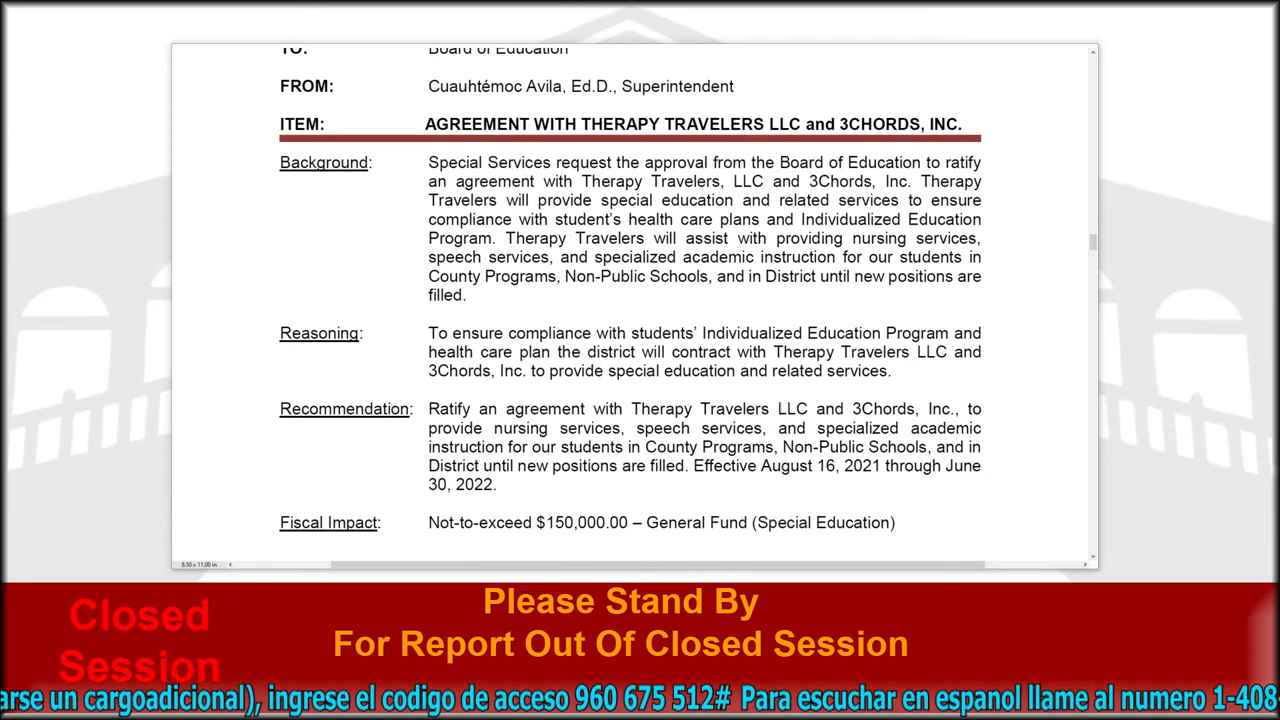 TO: Board of Education
FROM: Cuauhtémoc Avila, Ed.D., Superintendent
ITEM: AGREEMENT WITH THERAPY TRAVELERS LLC and 3CHORDS, INC.
Background: Special Services request the approval from the Board of Education to ratify
an agreement with Therapy Travelers, LLC and 3Chords, Inc. Therapy
Travelers will provide special education and related services to ensure
compliance with student's health care plans and Individualized Education
Program. Therapy Travelers will assist with providing nursing services,
speech services, and specialized academic instruction for our students in
County Programs, Non-Public Schools, and in District until new positions are
filled.
Reasoning: To ensure compliance with students' Individualized Education Program and
health care plan the district will contract with Therapy Travelers LLC and
3Chords, Inc. to provide special education and related services.
Recommendation: Ratify an agreement with Therapy Travelers LLC and 3Chords, Inc., to
provide nursing services, speech services, and specialized academic
instruction for our students in County Programs, Non-Public Schools, and in
District until new positions are filled. Effective August 16, 2021 through June
30, 2022.
Fiscal Impact: Not-to-exceed $150,000.00 – General Fund (Special Education)
8.50 x 11.00 in
Closed
Session
Please Stand By
For Report Out Of Closed Session
arse un cargoadicional), ingrese el codigo de acceso 960 675 512# Para escuchar en espanol llame al numero 1-408